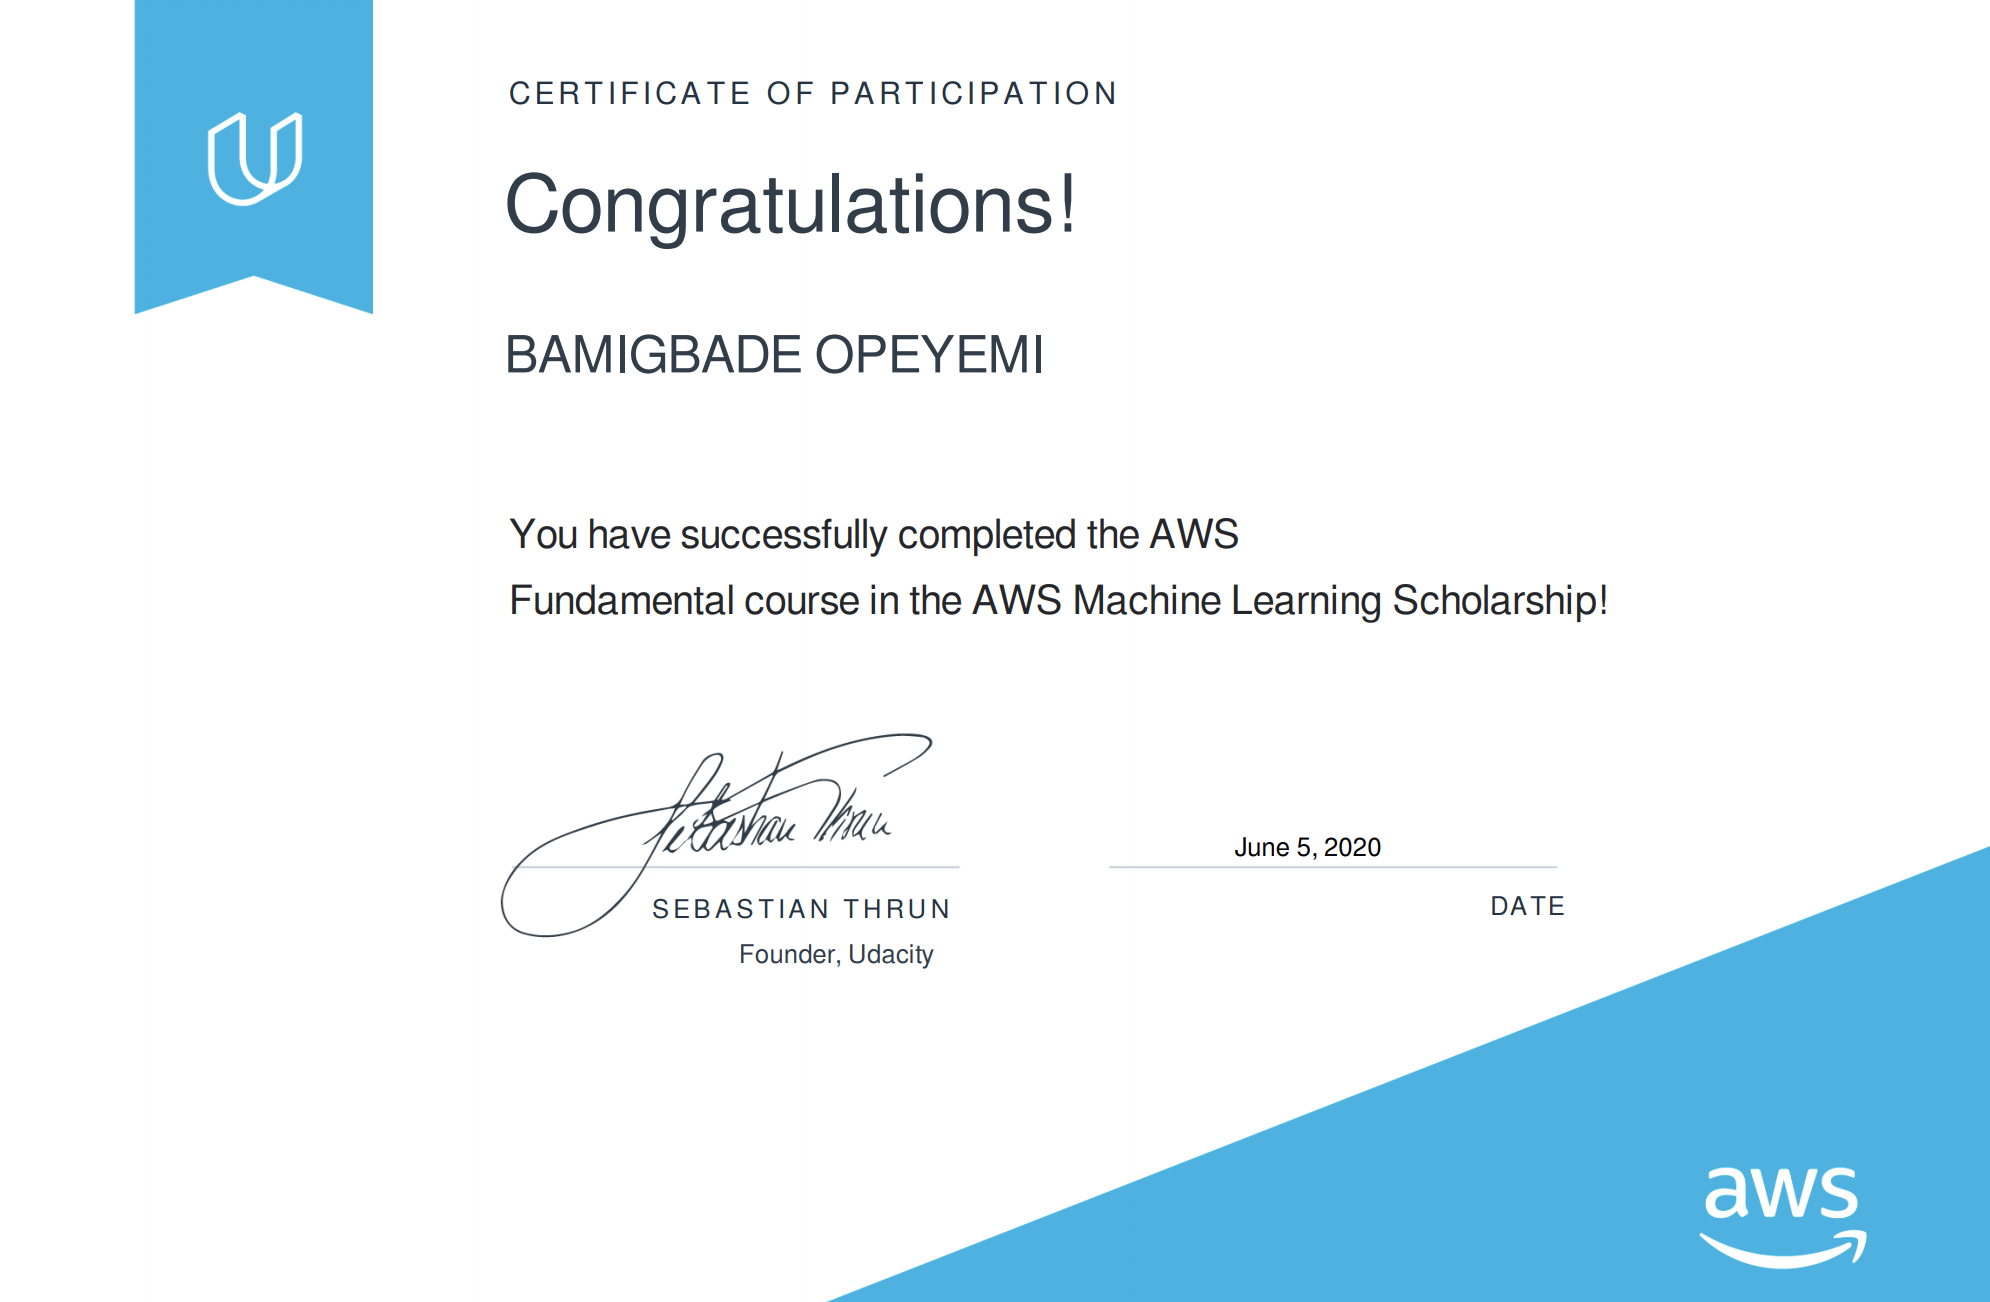 CERTIFICATE OF PARTICIPATION
Congratulations!
BAMIGBADE OPEYEMI
You have successfully completed the AWS
Fundamental course in the AWS Machine Learning Scholarship!
Sebastian Thrun
June 5, 2020
SEBASTIAN THRUN
DATE
Founder, Udacity
aws